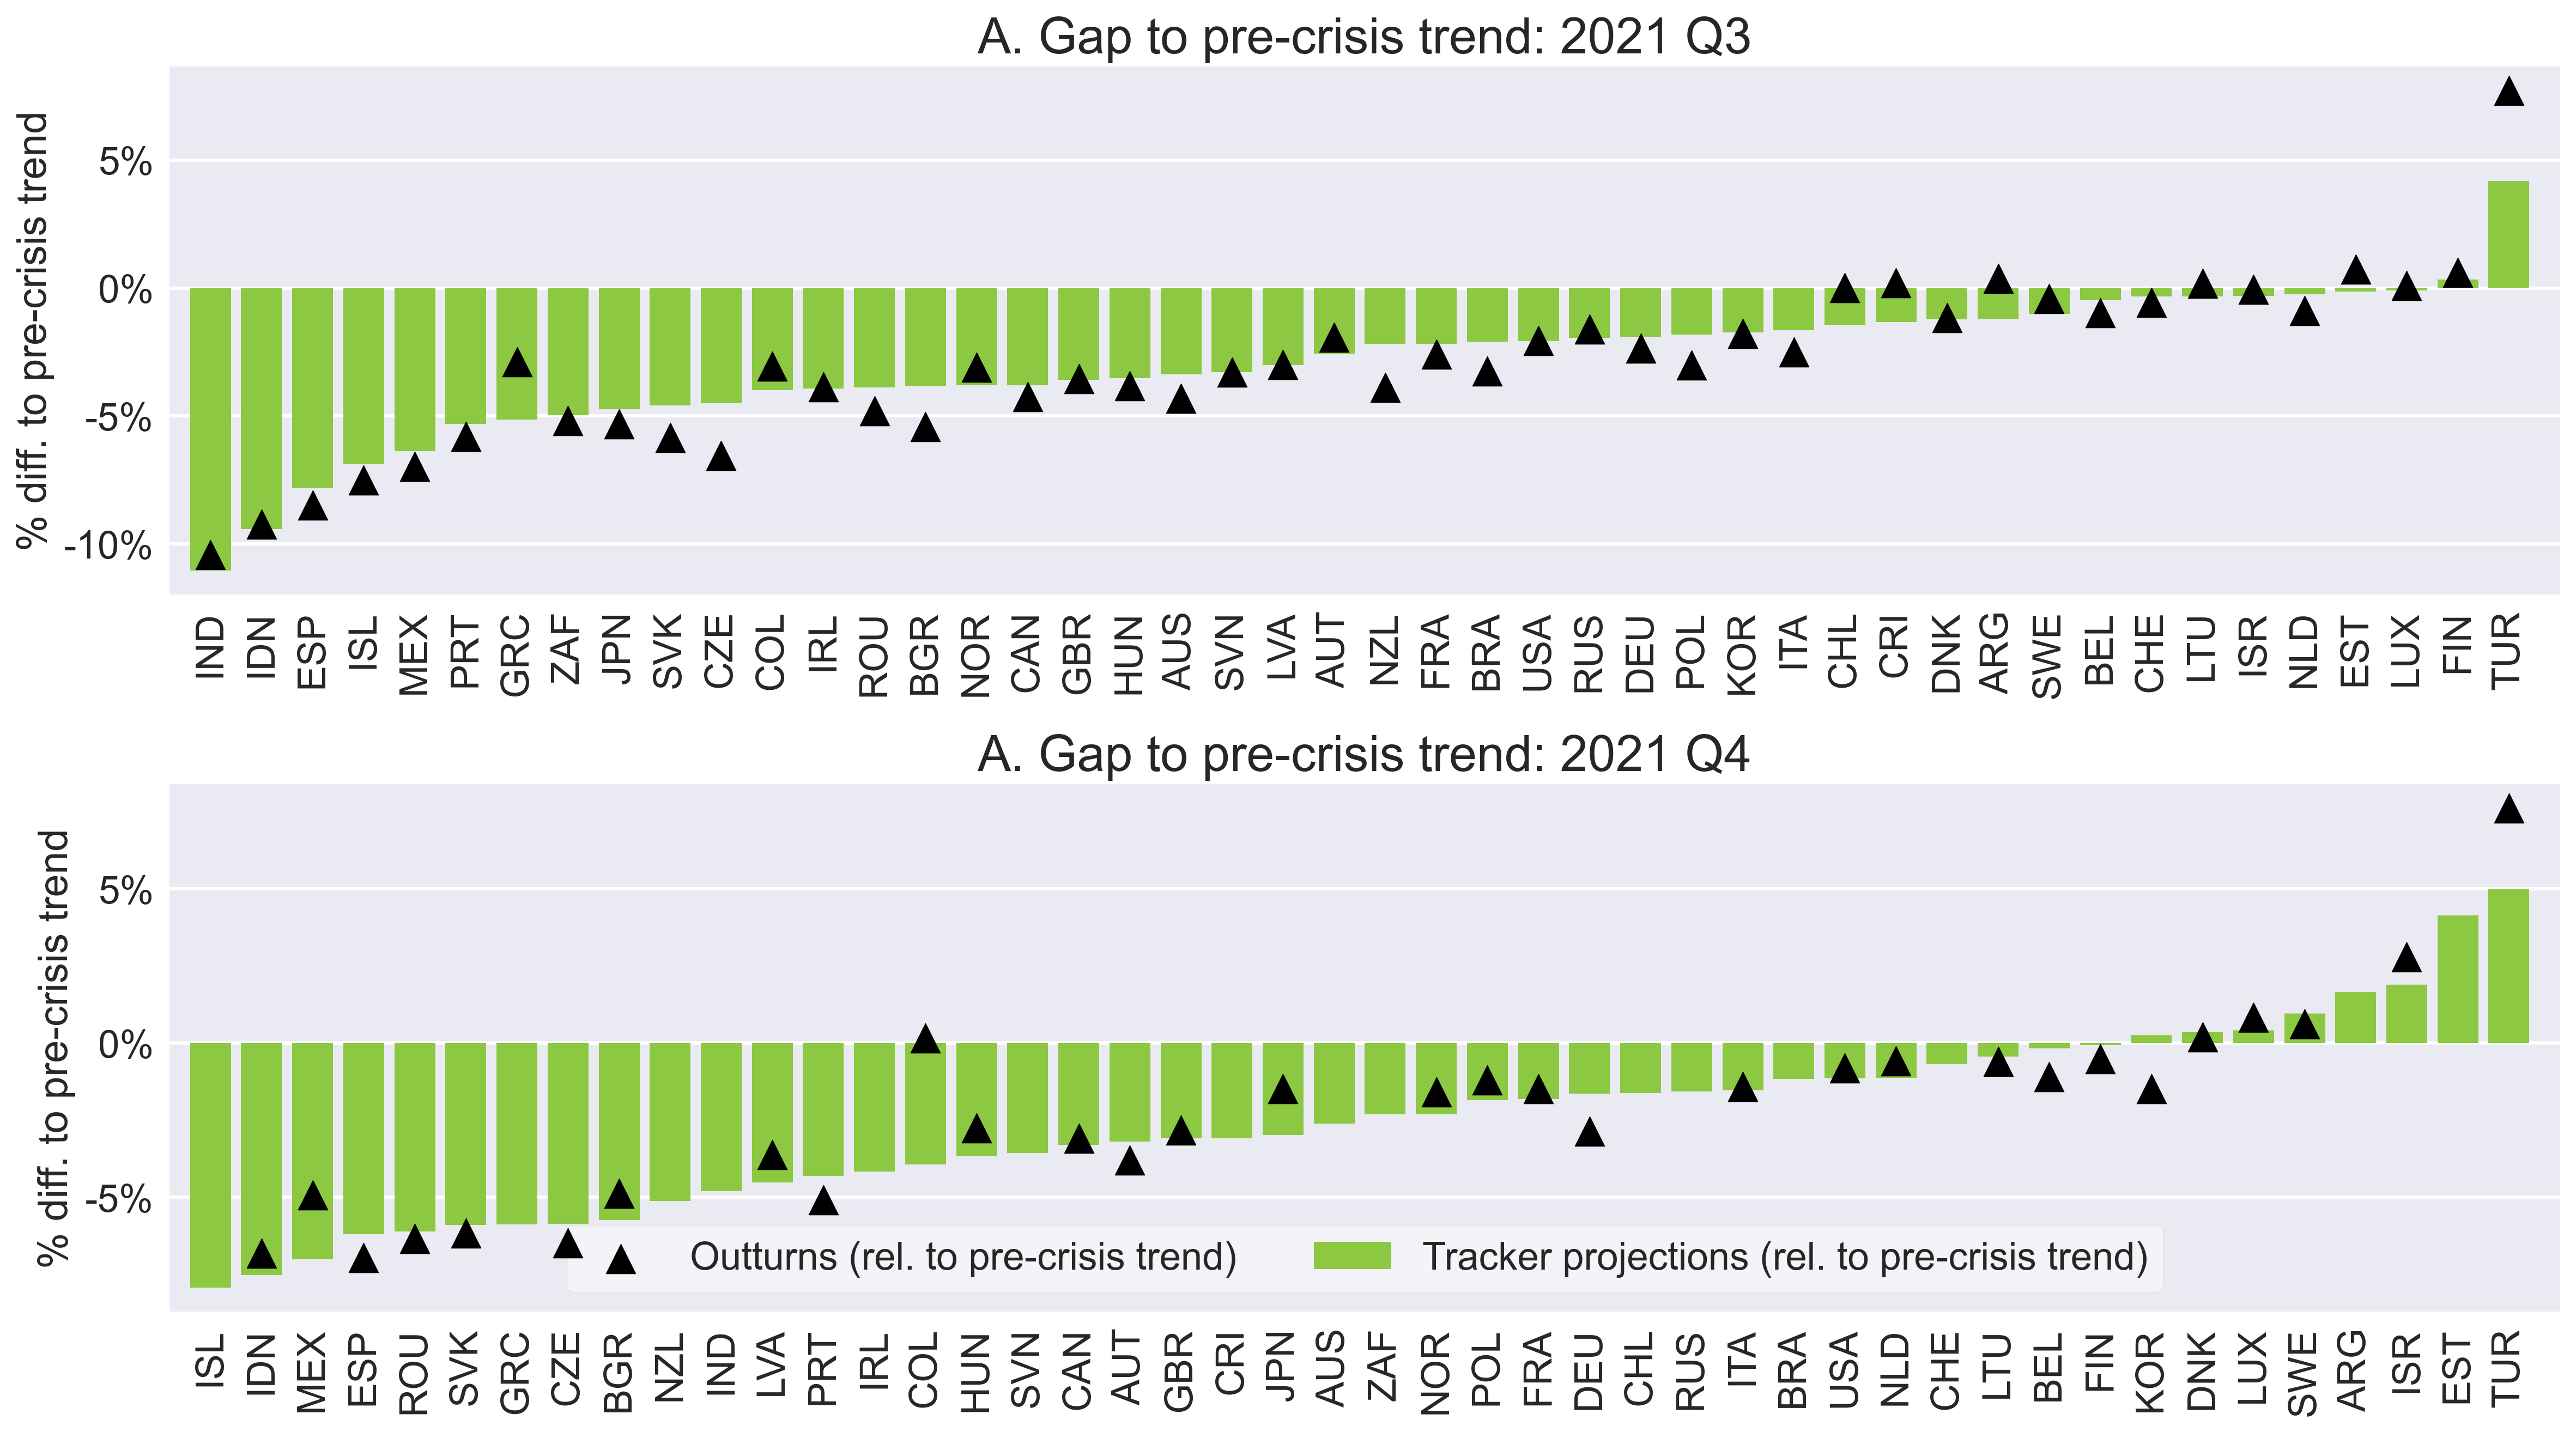 A. Gap to pre-crisis trend: 2021 Q3
% diff. to pre-crisis trend
5%
0%
-5%
-10%
IND IDN ESP ISL MEX PRT GRC ZAF JPN SVK CZE COL IRL ROU BGR NOR CAN GBR HUN AUS SVN LVA AUT NZL FRA BRA USA RUS DEU POL KOR ITA CHL CRI DNK ARG SWE BEL CHE LTU ISR NLD EST LUX FIN TUR
A. Gap to pre-crisis trend: 2021 Q4
% diff. to pre-crisis trend
5%
0%
-5%
Outturns (rel. to pre-crisis trend) Tracker projections (rel. to pre-crisis trend)
ISL IDN MEX ESP ROU SVK GRC CZE BGR NZL IND LVA PRT IRL COL HUN SVN CAN AUT GBR CRI JPN AUS ZAF NOR POL FRA DEU CHL RUS ITA BRA USA NLD CHE LTU BEL FIN KOR DNK LUX SWE ARG ISR EST TUR